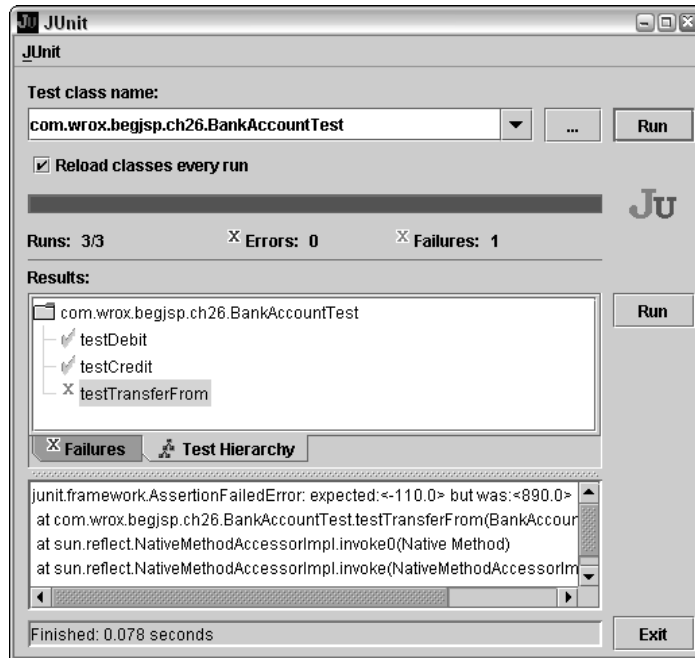 JU JUnit
JUnit
Test class name:
com.wrox.begjsp.ch26.BankAccountTest ... Run
Reload classes every run
JU
Runs: 3/3 X Errors: 0 X Failures: 1
Results:
com.wrox.begjsp.ch26.BankAccountTest Run
testDebit
testCredit
X testTransferFrom
X Failures Test Hierarchy
junit.framework.AssertionFailedError: expected:<-110.0> but was:<890.0>
at com.wrox.begjsp.ch26.BankAccountTest.testTransferFrom(BankAccour
at sun.reflect.NativeMethodAccessorImpl.invoke0(Native Method)
at sun.reflect.NativeMethodAccessorImpl.invoke(NativeMethodAccessorIm
Finished: 0.078 seconds Exit